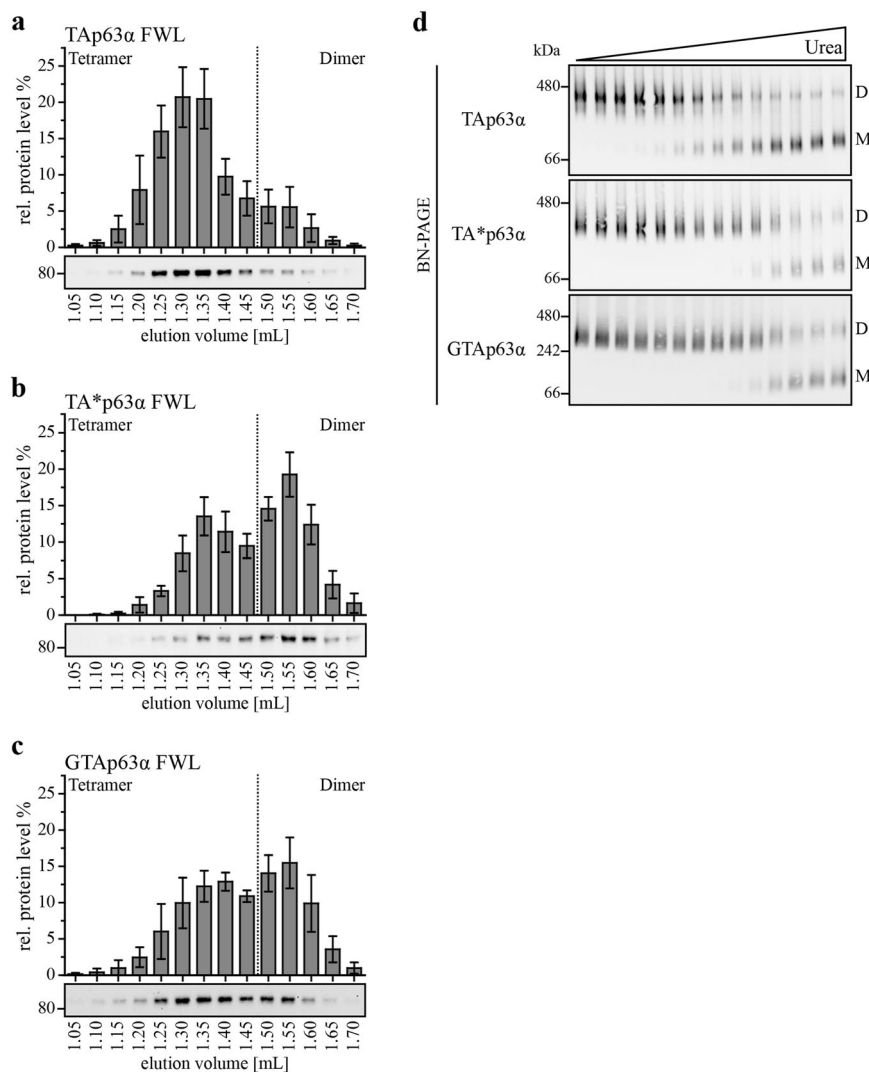 a
TAp63α FWL
Tetramer Dimer
rel. protein level %
25
20
15
10
5
0
80
1.05 1.10 1.15 1.20 1.25 1.30 1.35 1.40 1.45 1.50 1.55 1.60 1.65 1.70
elution volume [mL]
b
TA*p63α FWL
Tetramer Dimer
rel. protein level %
25
20
15
10
5
0
80
1.05 1.10 1.15 1.20 1.25 1.30 1.35 1.40 1.45 1.50 1.55 1.60 1.65 1.70
elution volume [mL]
c
GTAp63α FWL
Tetramer Dimer
rel. protein level %
25
20
15
10
5
0
80
1.05 1.10 1.15 1.20 1.25 1.30 1.35 1.40 1.45 1.50 1.55 1.60 1.65 1.70
elution volume [mL]
d
kDa Urea
BN-PAGE
480 D
TAp63α
66 M
480 D
TA*p63α
66 M
480 D
GTAp63α 242
66 M